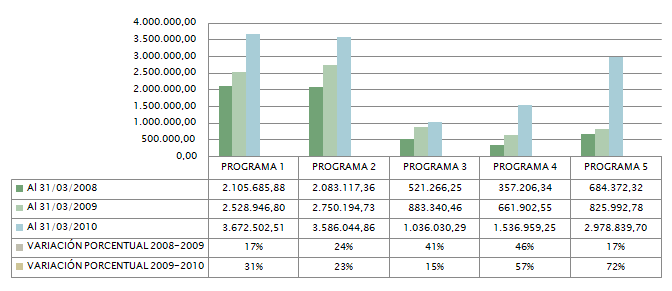 4.000.000,00
3.500.000,00
3.000.000,00
2.500.000,00
2.000.000,00
1.500.000,00
1.000.000,00
500.000,00
0,00
PROGRAMA 1 PROGRAMA 2 PROGRAMA 3 PROGRAMA 4 PROGRAMA 5
Al 31/03/2008 2.105.685,88 2.083.117,36 521.266,25 357.206,34 684.372,32
Al 31/03/2009 2.528.946,80 2.750.194,73 883.340,46 661.902,55 825.992,78
Al 31/03/2010 3.672.502,51 3.586.044,86 1.036.030,29 1.536.959,25 2.978.839,70
VARIACIÓN PORCENTUAL 2008-2009 17% 24% 41% 46% 17%
VARIACIÓN PORCENTUAL 2009-2010 31% 23% 15% 57% 72%